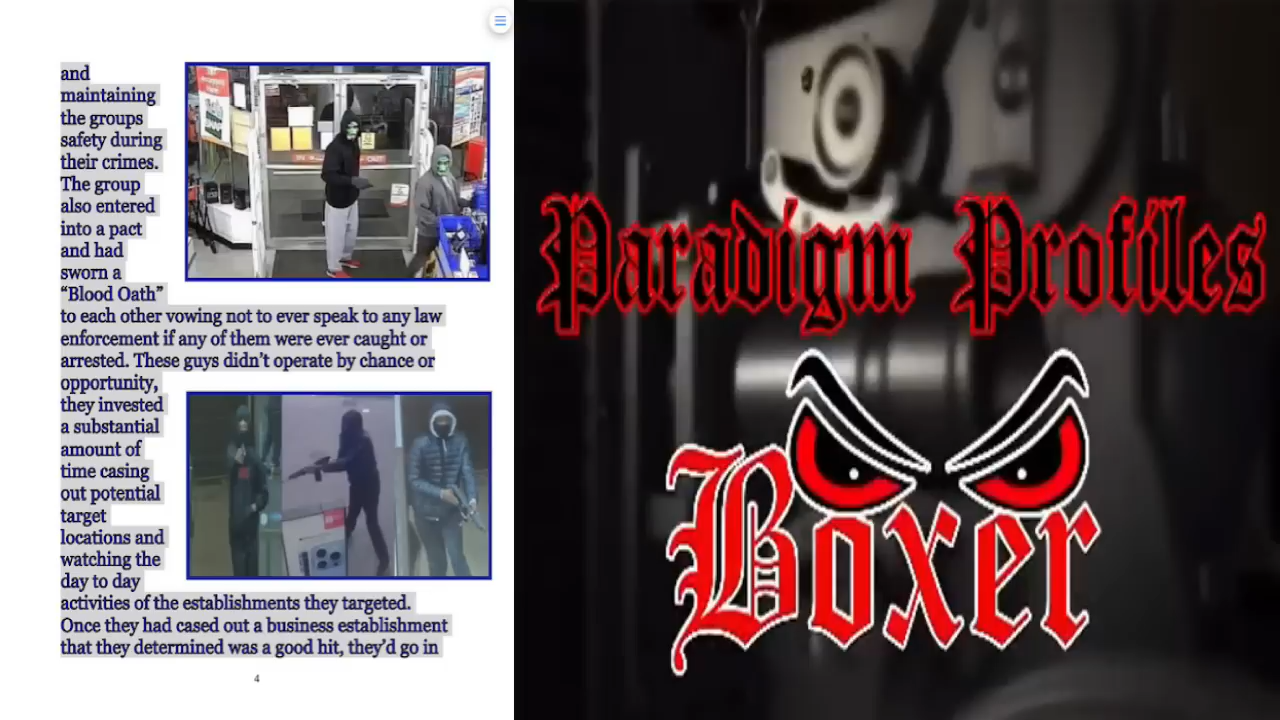 and
maintaining
the groups
safety during
their crimes.
The group
also entered
into a pact
and had
sworn a
“Blood Oath”
to each other vowing not to ever speak to any law
enforcement if any of them were ever caught or
arrested. These guys didn’t operate by chance or
opportunity,
they invested
a substantial
amount of
time casing
out potential
target
locations and
watching the
day to day
activities of the establishments they targeted.
Once they had cased out a business establishment
that they determined was a good hit, they’d go in
4
Paradigm Profiles
Boxer